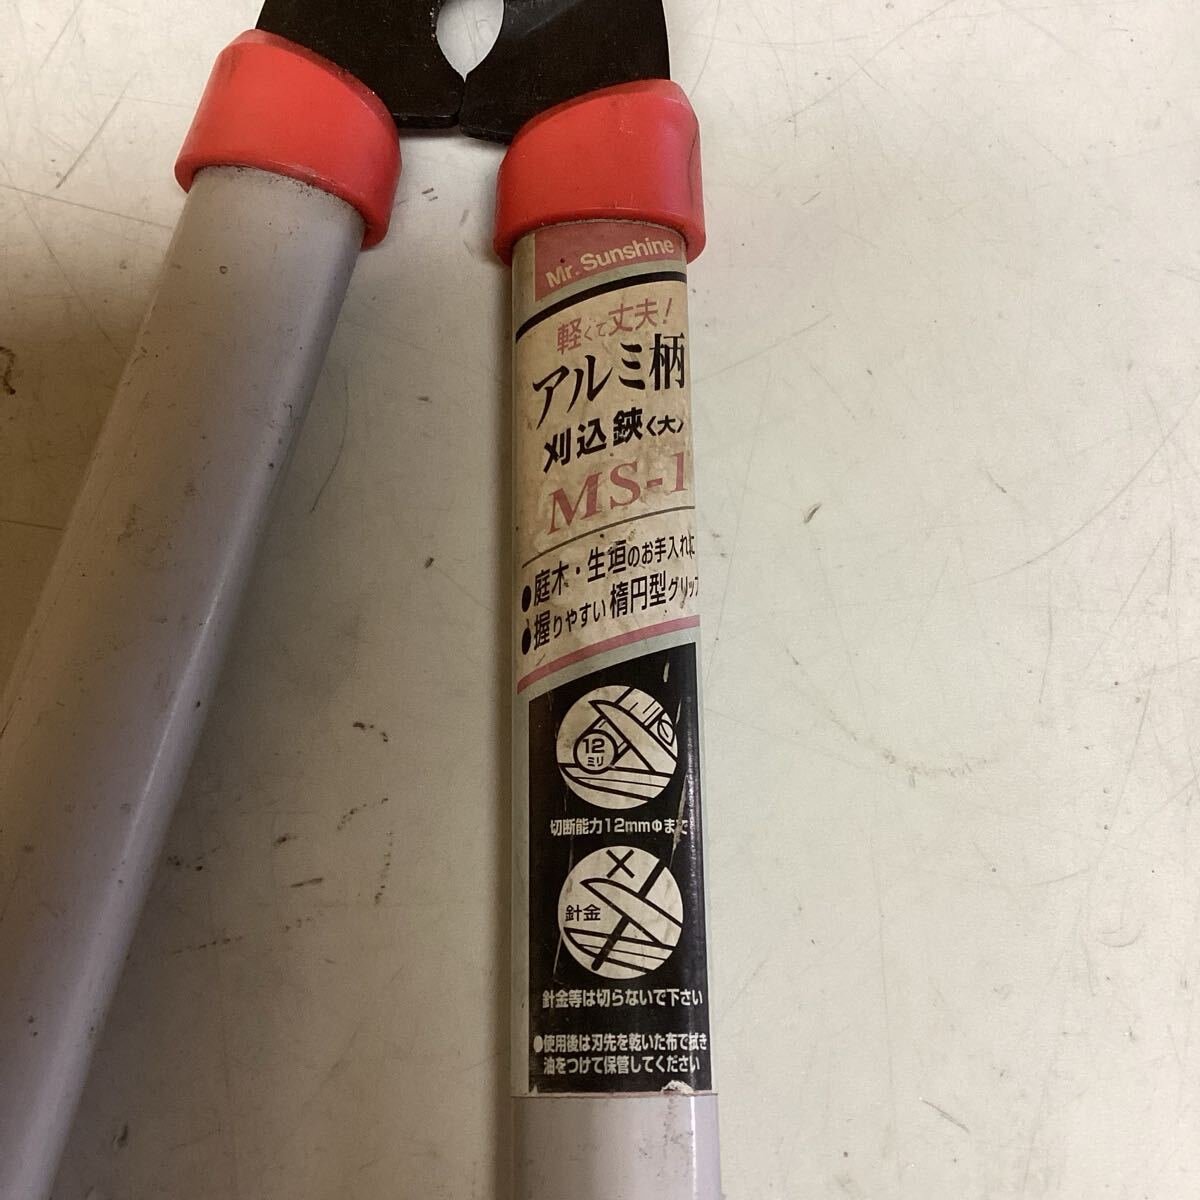 Mr. Sunshine
軽くて丈夫!
アルミ柄
刈込鋏〈大〉
MS-1
●庭木・生垣のお手入れに
●握りやすい楕円型グリップ
12
ミリ
切断能力12mmΦまで
×
針金
針金等は切らないで下さい
●使用後は刃先を乾いた布で拭き
油をつけて保管してください